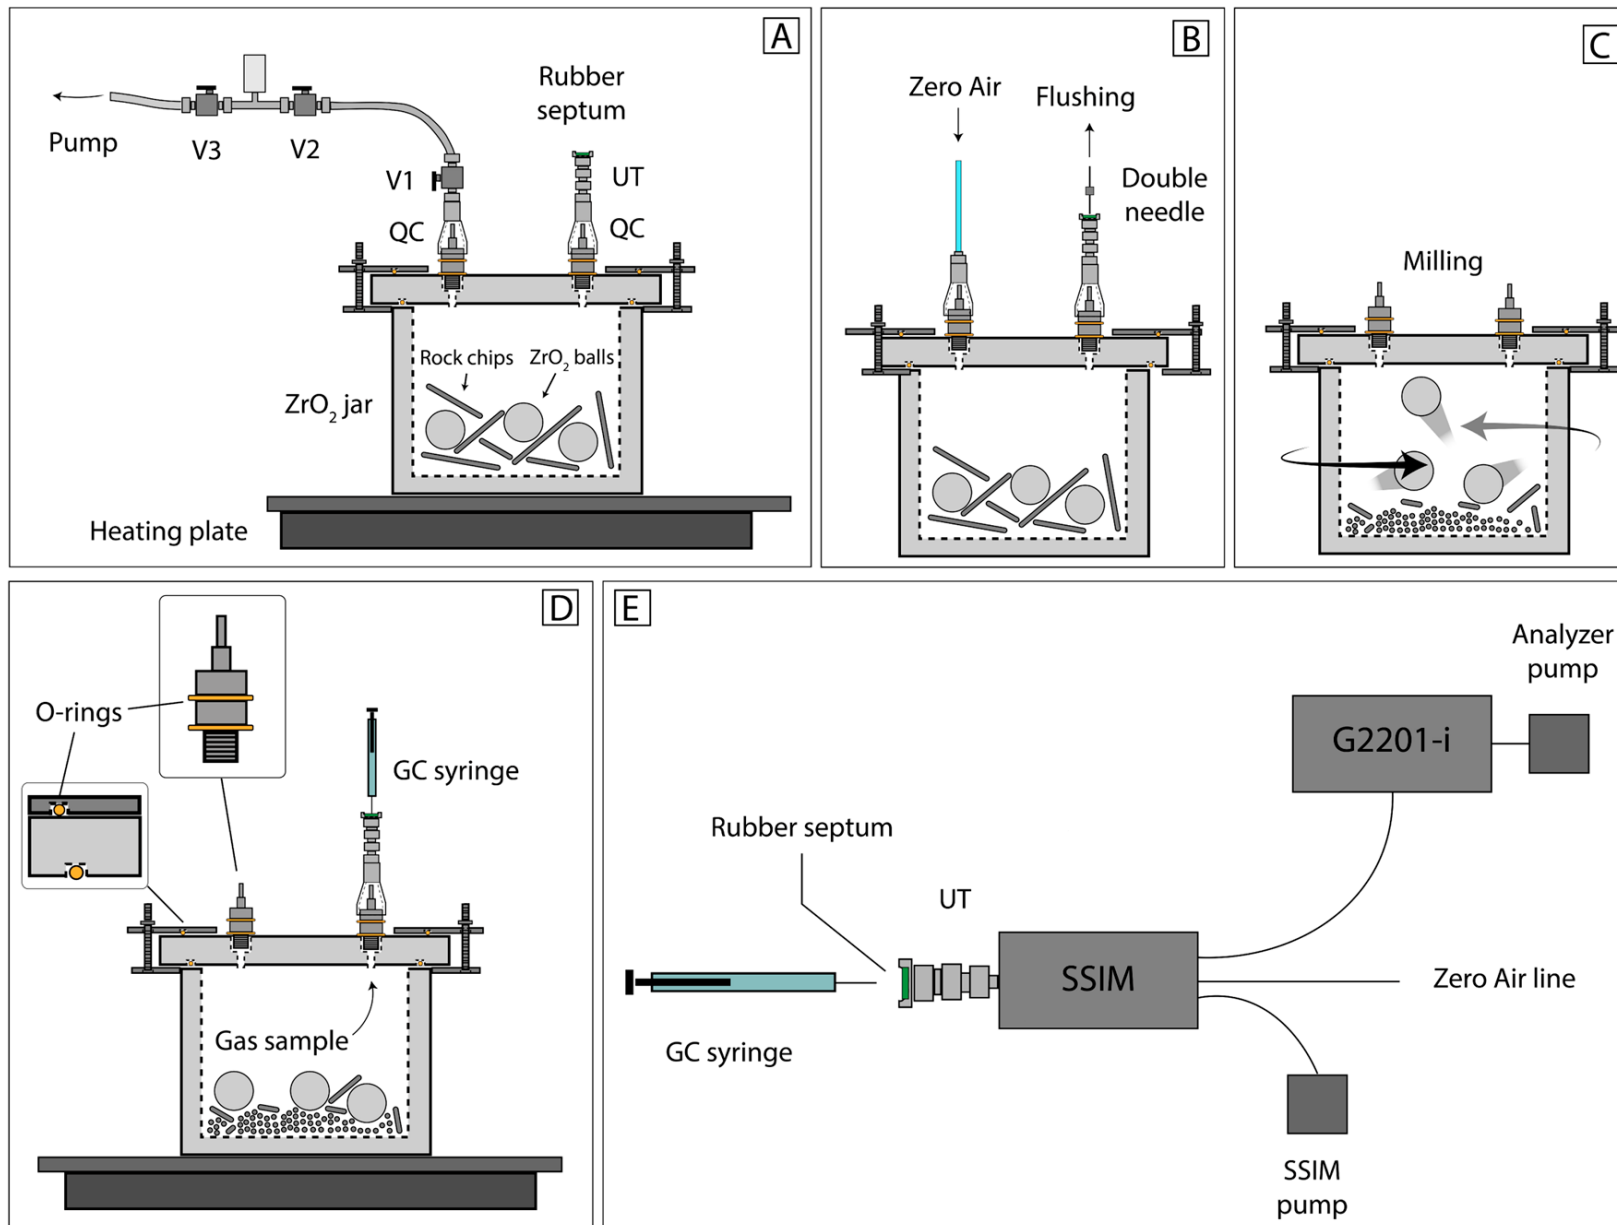 A
Rubber
septum
Pump
V3
V2
V1
UT
QC
QC
Rock chips
ZrO₂ balls
ZrO₂ jar
Heating plate
B
Zero Air
Flushing
Double
needle
C
Milling
D
O-rings
GC syringe
Gas sample
E
Analyzer
pump
G2201-i
Rubber septum
UT
SSIM
Zero Air line
GC syringe
SSIM
pump